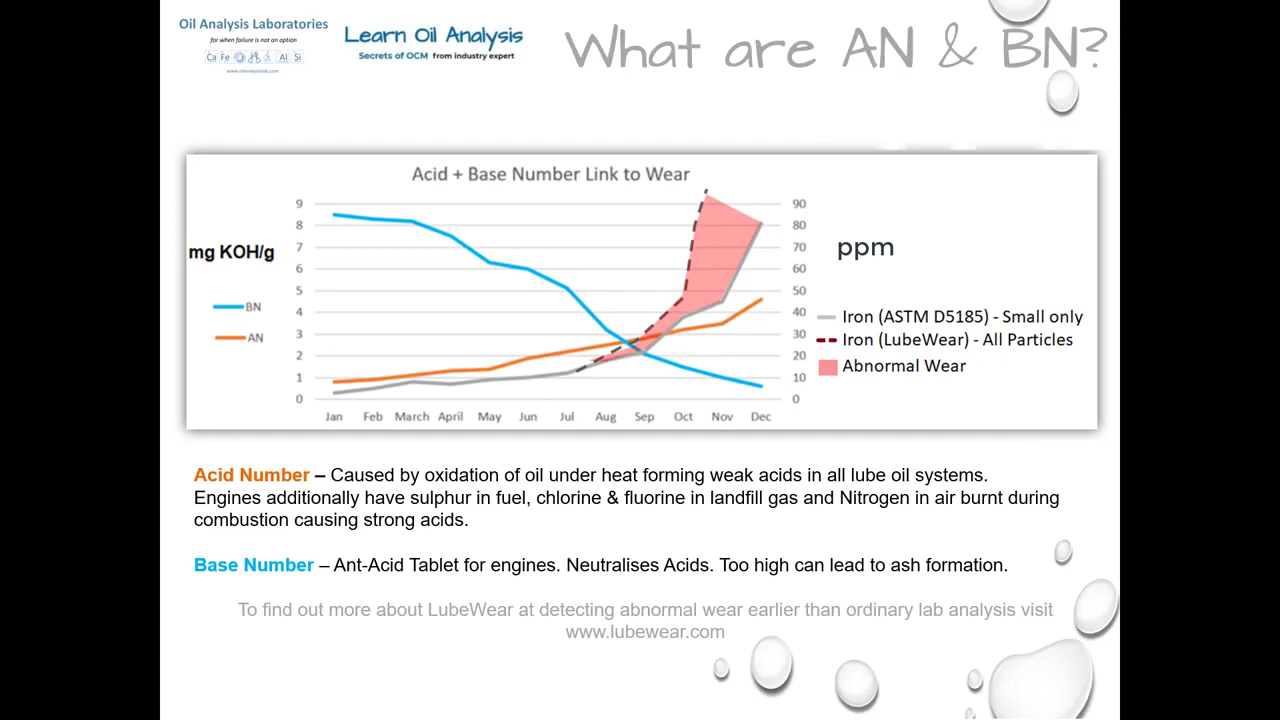 Oil Analysis Laboratories
for when failure is not an option
Ca Fe Al Si
www.oilanalysislab.com
Learn Oil Analysis
Secrets of OCM from industry expert
What are AN & BN?
Acid + Base Number Link to Wear
9
8
7
6
5
4
3
2
1
0
mg KOH/g
BN
AN
90
80
70
60
50
40
30
20
10
0
ppm
Jan Feb March April May Jun Jul Aug Sep Oct Nov Dec
Iron (ASTM D5185) - Small only
Iron (LubeWear) - All Particles
Abnormal Wear
Acid Number – Caused by oxidation of oil under heat forming weak acids in all lube oil systems.
Engines additionally have sulphur in fuel, chlorine & fluorine in landfill gas and Nitrogen in air burnt during
combustion causing strong acids.
Base Number – Ant-Acid Tablet for engines. Neutralises Acids. Too high can lead to ash formation.
To find out more about LubeWear at detecting abnormal wear earlier than ordinary lab analysis visit
www.lubewear.com